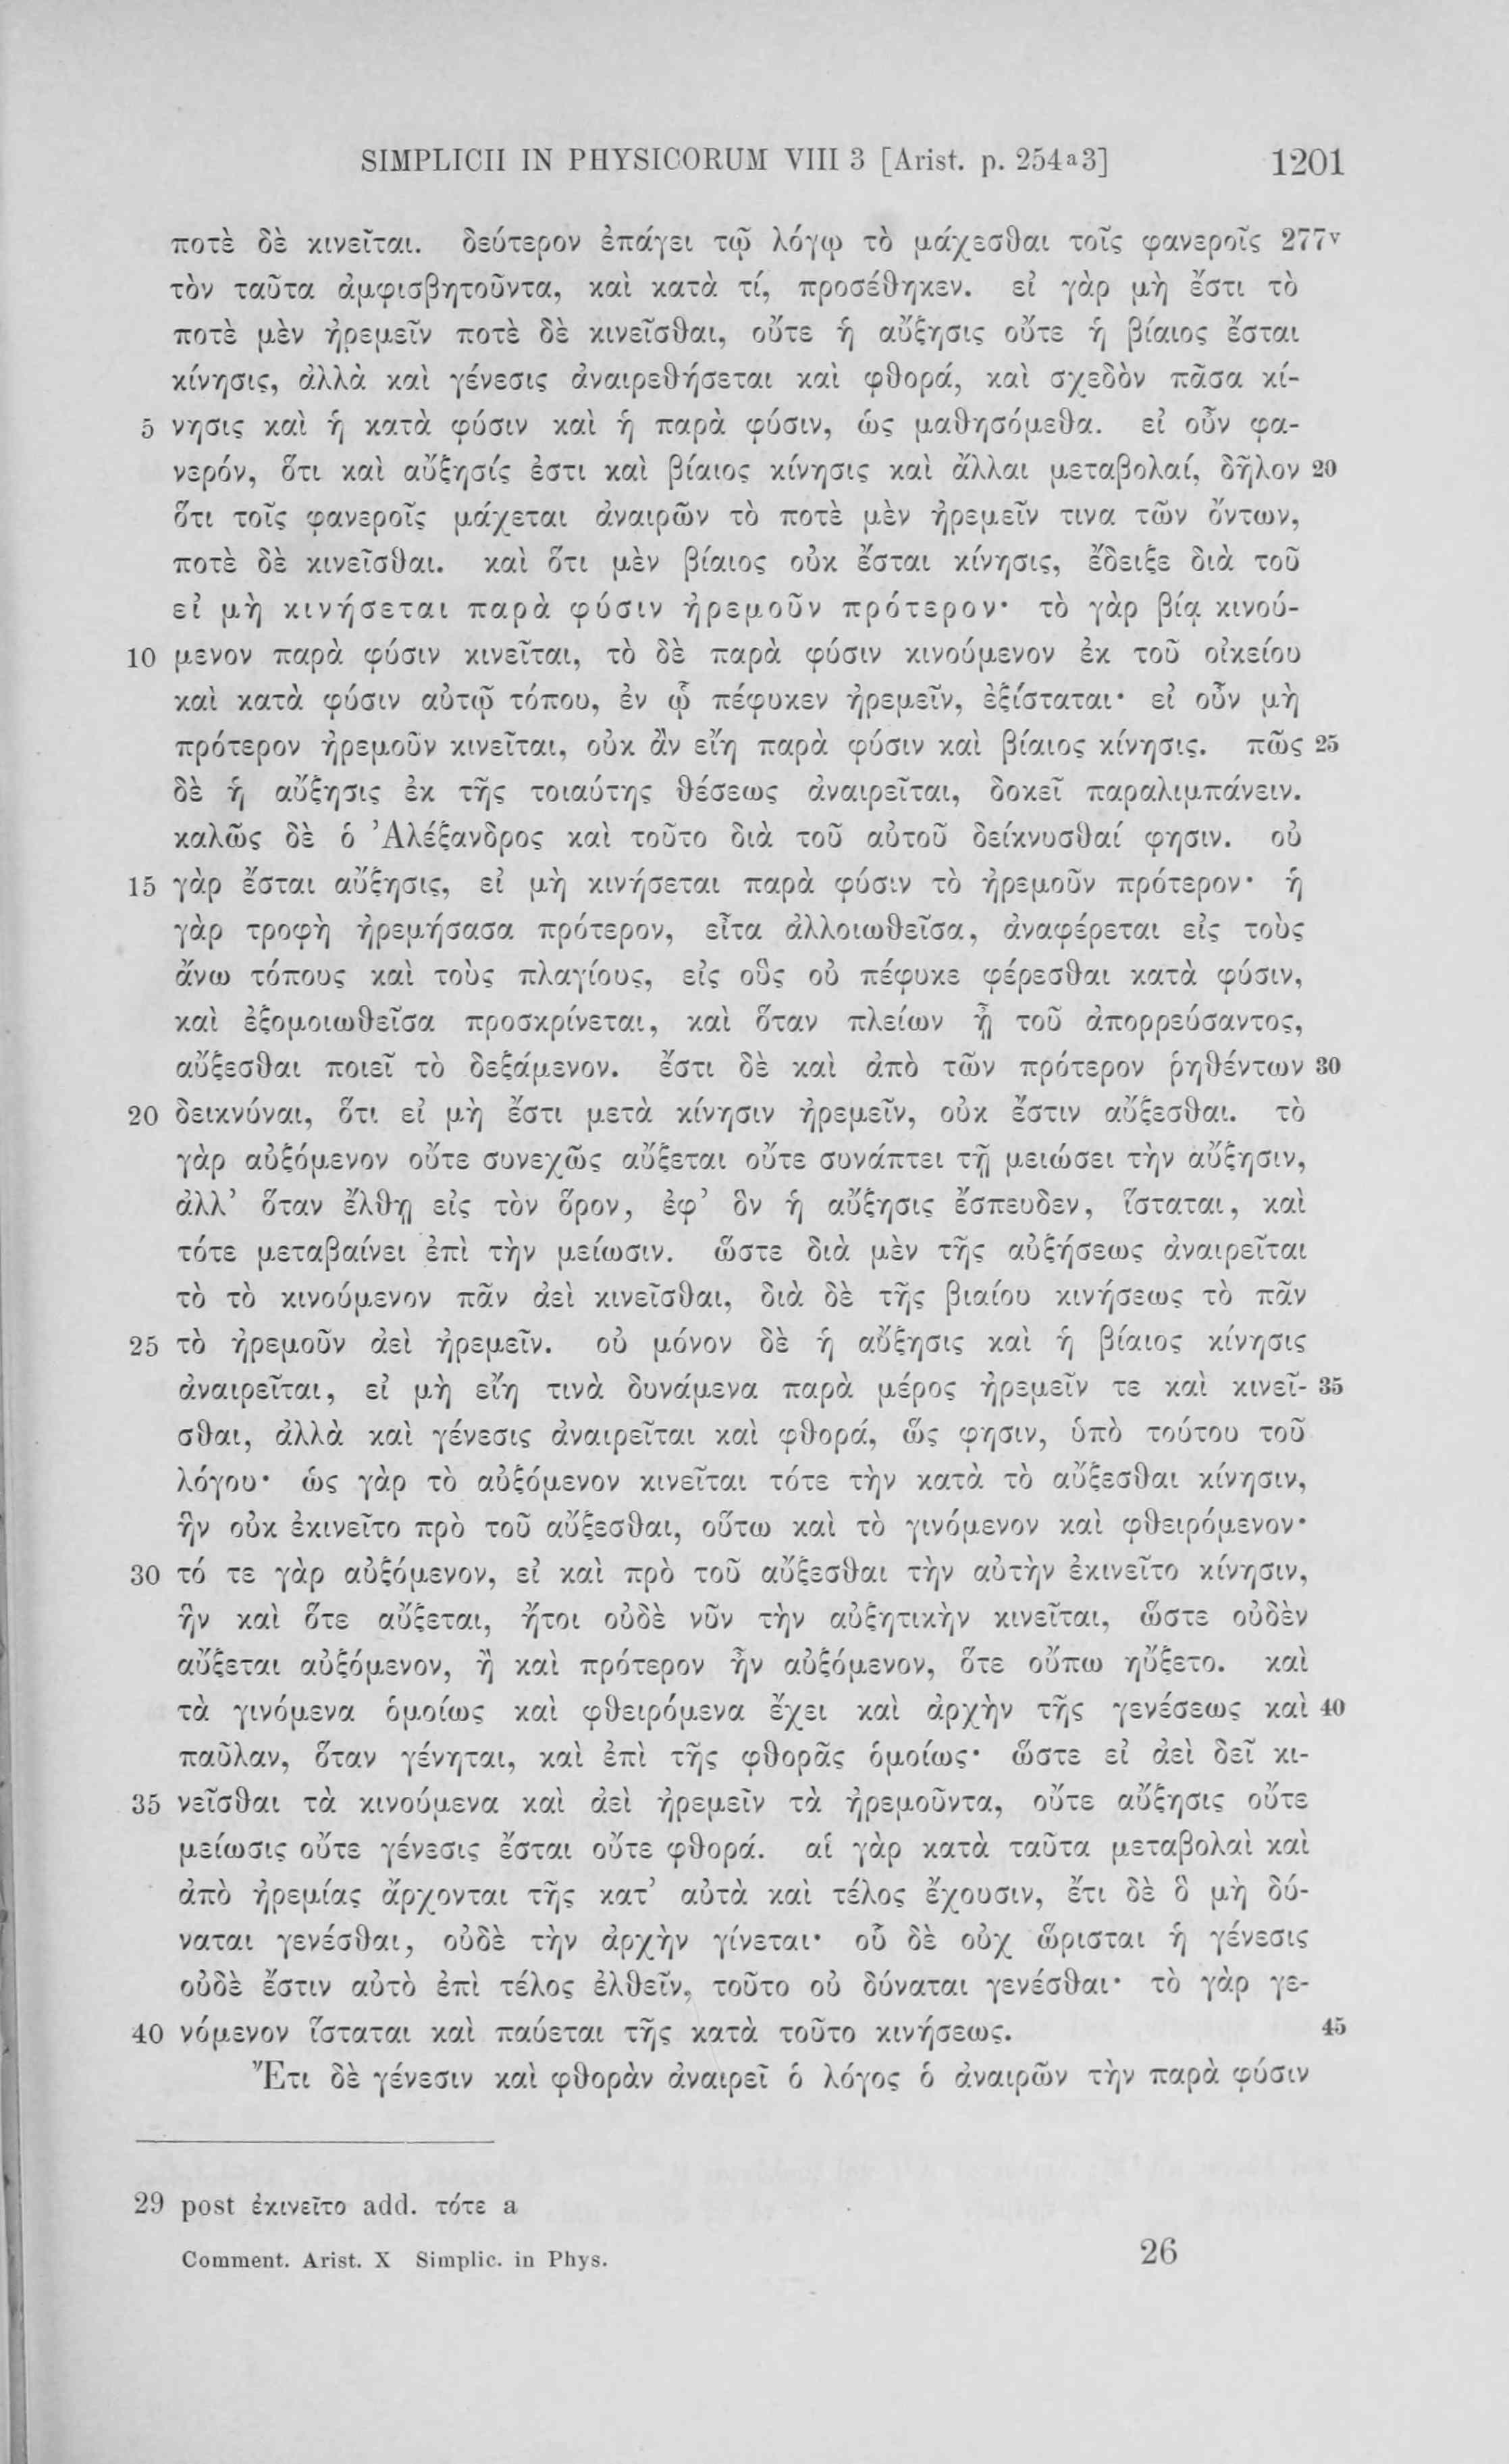 SIMPLICII IN PHYSICORUM VIII 3 [Arist. p. 254a3] 1201
ποτὲ δὲ κινεῖται. δεύτερον ἐπάγει τῷ λόγῳ τὸ μάχεσθαι τοῖς φανεροῖς 277v
τὸν ταῦτα ἀμφισβητοῦντα, καὶ κατὰ τί, προσέθηκεν. εἰ γὰρ μὴ ἔστι τὸ
ποτὲ μὲν ἠρεμεῖν ποτὲ δὲ κινεῖσθαι, οὔτε ἡ αὔξησις οὔτε ἡ βίαιος ἔσται
κίνησις, ἀλλὰ καὶ γένεσις ἀναιρεθήσεται καὶ φθορά, καὶ σχεδὸν πᾶσα κί-
5 νησις καὶ ἡ κατὰ φύσιν καὶ ἡ παρὰ φύσιν, ὡς μαθησόμεθα. εἰ οὖν φα-
νερόν, ὅτι καὶ αὔξησίς ἐστι καὶ βίαιος κίνησις καὶ ἄλλαι μεταβολαί, δῆλον 20
ὅτι τοῖς φανεροῖς μάχεται ἀναιρῶν τὸ ποτὲ μὲν ἠρεμεῖν τινα τῶν ὄντων,
ποτὲ δὲ κινεῖσθαι. καὶ ὅτι μὲν βίαιος οὐκ ἔσται κίνησις, ἔδειξε διὰ τοῦ
εἰ μὴ κινήσεται παρὰ φύσιν ἠρεμοῦν πρότερον· τὸ γὰρ βίᾳ κινού-
10 μενον παρὰ φύσιν κινεῖται, τὸ δὲ παρὰ φύσιν κινούμενον ἐκ τοῦ οἰκείου
καὶ κατὰ φύσιν αὐτῷ τόπου, ἐν ᾧ πέφυκεν ἠρεμεῖν, ἐξίσταται· εἰ οὖν μὴ
πρότερον ἠρεμοῦν κινεῖται, οὐκ ἂν εἴη παρὰ φύσιν καὶ βίαιος κίνησις. πῶς 25
δὲ ἡ αὔξησις ἐκ τῆς τοιαύτης θέσεως ἀναιρεῖται, δοκεῖ παραλιμπάνειν.
καλῶς δὲ ὁ Ἀλέξανδρος καὶ τοῦτο διὰ τοῦ αὐτοῦ δείκνυσθαί φησιν. οὐ
15 γὰρ ἔσται αὔξησις, εἰ μὴ κινήσεται παρὰ φύσιν τὸ ἠρεμοῦν πρότερον· ἡ
γὰρ τροφὴ ἠρεμήσασα πρότερον, εἶτα ἀλλοιωθεῖσα, ἀναφέρεται εἰς τοὺς
ἄνω τόπους καὶ τοὺς πλαγίους, εἰς οὓς οὐ πέφυκε φέρεσθαι κατὰ φύσιν,
καὶ ἐξομοιωθεῖσα προσκρίνεται, καὶ ὅταν πλείων ᾖ τοῦ ἀπορρεύσαντος,
αὔξεσθαι ποιεῖ τὸ δεξάμενον. ἔστι δὲ καὶ ἀπὸ τῶν πρότερον ῥηθέντων 30
20 δεικνύναι, ὅτι εἰ μὴ ἔστι μετὰ κίνησιν ἠρεμεῖν, οὐκ ἔστιν αὔξεσθαι. τὸ
γὰρ αὐξόμενον οὔτε συνεχῶς αὔξεται οὔτε συνάπτει τῇ μειώσει τὴν αὔξησιν,
ἀλλ’ ὅταν ἔλθῃ εἰς τὸν ὅρον, ἐφ’ ὃν ἡ αὔξησις ἔσπευδεν, ἵσταται, καὶ
τότε μεταβαίνει ἐπὶ τὴν μείωσιν. ὥστε διὰ μὲν τῆς αὐξήσεως ἀναιρεῖται
τὸ τὸ κινούμενον πᾶν ἀεὶ κινεῖσθαι, διὰ δὲ τῆς βιαίου κινήσεως τὸ πᾶν
25 τὸ ἠρεμοῦν ἀεὶ ἠρεμεῖν. οὐ μόνον δὲ ἡ αὔξησις καὶ ἡ βίαιος κίνησις
ἀναιρεῖται, εἰ μὴ εἴη τινὰ δυνάμενα παρὰ μέρος ἠρεμεῖν τε καὶ κινεῖ- 35
σθαι, ἀλλὰ καὶ γένεσις ἀναιρεῖται καὶ φθορά, ὥς φησιν, ὑπὸ τούτου τοῦ
λόγου· ὡς γὰρ τὸ αὐξόμενον κινεῖται τότε τὴν κατὰ τὸ αὔξεσθαι κίνησιν,
ἣν οὐκ ἐκινεῖτο πρὸ τοῦ αὔξεσθαι, οὕτω καὶ τὸ γινόμενον καὶ φθειρόμενον·
30 τό τε γὰρ αὐξόμενον, εἰ καὶ πρὸ τοῦ αὔξεσθαι τὴν αὐτὴν ἐκινεῖτο κίνησιν,
ἣν καὶ ὅτε αὔξεται, ἤτοι οὐδὲ νῦν τὴν αὐξητικὴν κινεῖται, ὥστε οὐδὲν
αὔξεται αὐξόμενον, ἢ καὶ πρότερον ἦν αὐξόμενον, ὅτε οὔπω ηὔξετο. καὶ
τὰ γινόμενα ὁμοίως καὶ φθειρόμενα ἔχει καὶ ἀρχὴν τῆς γενέσεως καὶ 40
παῦλαν, ὅταν γένηται, καὶ ἐπὶ τῆς φθορᾶς ὁμοίως· ὥστε εἰ ἀεὶ δεῖ κι-
35 νεῖσθαι τὰ κινούμενα καὶ ἀεὶ ἠρεμεῖν τὰ ἠρεμοῦντα, οὔτε αὔξησις οὔτε
μείωσις οὔτε γένεσις ἔσται οὔτε φθορά. αἱ γὰρ κατὰ ταῦτα μεταβολαὶ καὶ
ἀπὸ ἠρεμίας ἄρχονται τῆς κατ’ αὐτὰ καὶ τέλος ἔχουσιν, ἔτι δὲ ὃ μὴ δύ-
ναται γενέσθαι, οὐδὲ τὴν ἀρχὴν γίνεται· οὗ δὲ οὐχ ὥρισται ἡ γένεσις
οὐδὲ ἔστιν αὐτὸ ἐπὶ τέλος ἐλθεῖν, τοῦτο οὐ δύναται γενέσθαι· τὸ γὰρ γε-
40 νόμενον ἵσταται καὶ παύεται τῆς κατὰ τοῦτο κινήσεως. 45
Ἔτι δὲ γένεσιν καὶ φθορὰν ἀναιρεῖ ὁ λόγος ὁ ἀναιρῶν τὴν παρὰ φύσιν
29 post ἐκινεῖτο add. τότε a
Comment. Arist. X Simplic. in Phys. 26